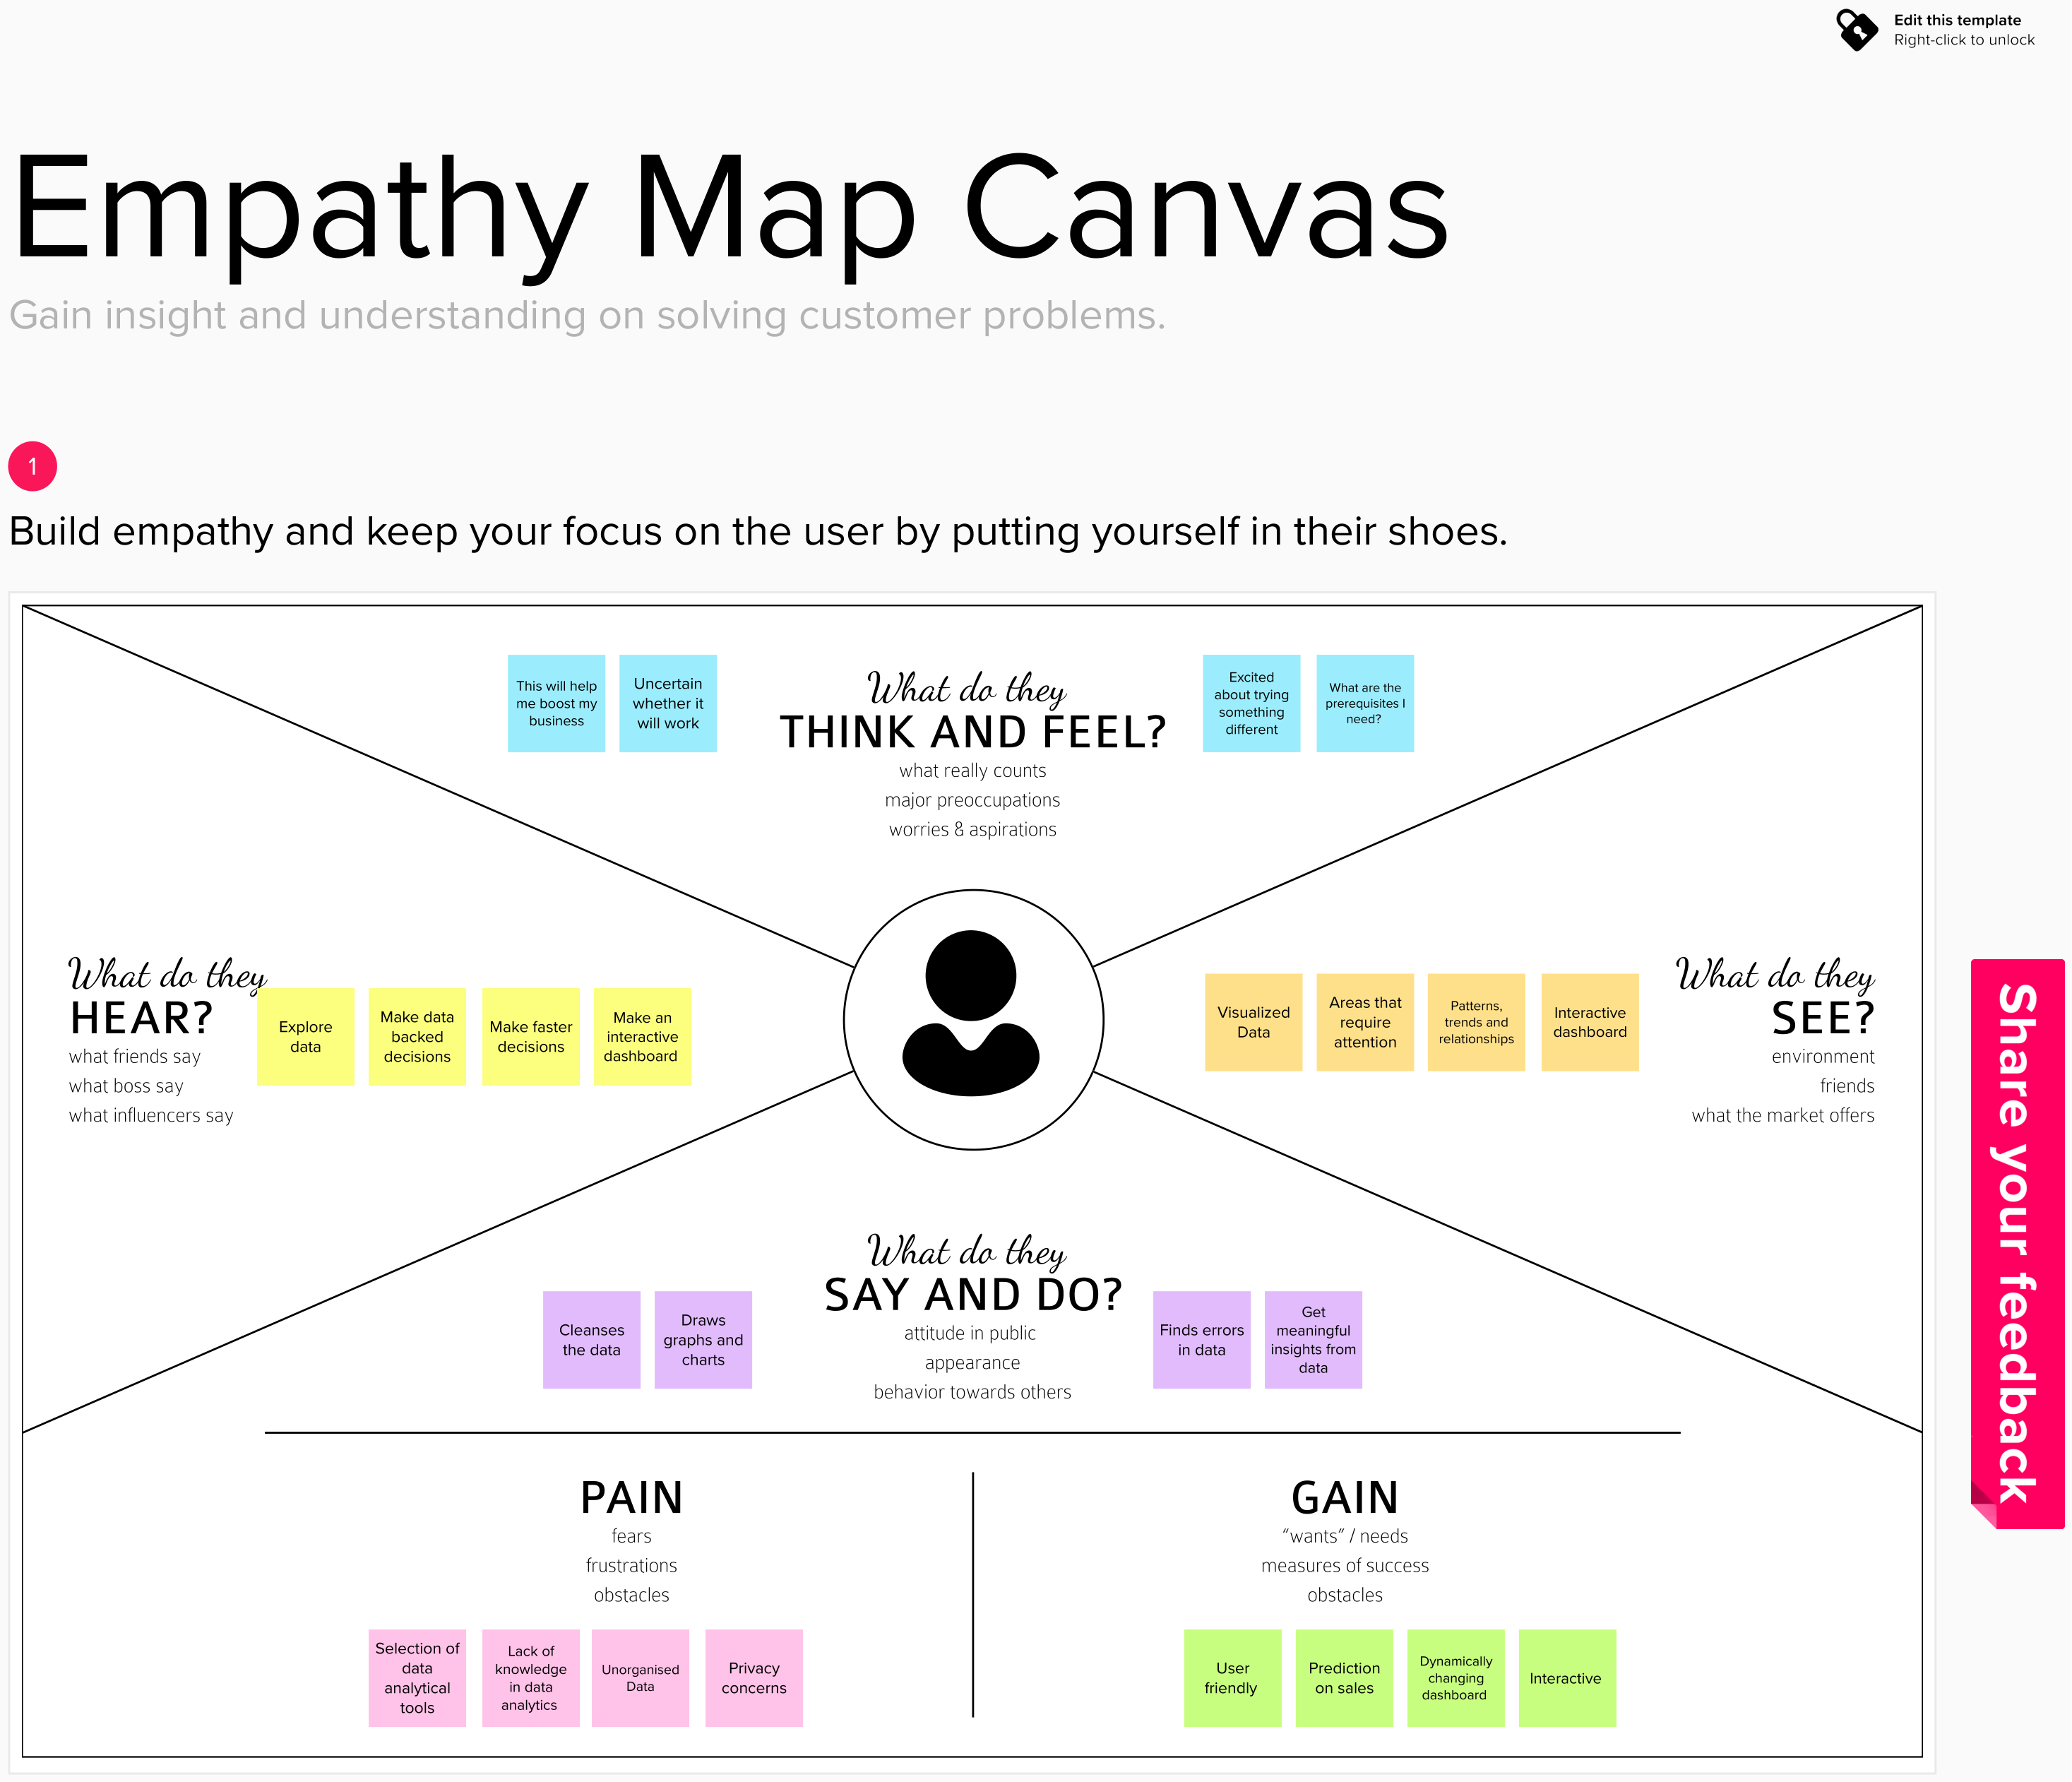 Edit this template
Right-click to unlock
Empathy Map Canvas
Gain insight and understanding on solving customer problems.
1
Build empathy and keep your focus on the user by putting yourself in their shoes.
This will help
me boost my
business
Uncertain
whether it
will work
What do they
THINK AND FEEL?
what really counts
major preoccupations
worries & aspirations
Excited
about trying
something
different
What are the
prerequisites I
need?
What do they
HEAR?
what friends say
what boss say
what influencers say
Explore
data
Make data
backed
decisions
Make faster
decisions
Make an
interactive
dashboard
Visualized
Data
Areas that
require
attention
Patterns,
trends and
relationships
Interactive
dashboard
What do they
SEE?
environment
friends
what the market offers
Share your feedback
Cleanses
the data
Draws
graphs and
charts
What do they
SAY AND DO?
attitude in public
appearance
behavior towards others
Finds errors
in data
Get
meaningful
insights from
data
PAIN
fears
frustrations
obstacles
Selection of
data
analytical
tools
Lack of
knowledge
in data
analytics
Unorganised
Data
Privacy
concerns
GAIN
“wants” / needs
measures of success
obstacles
User
friendly
Prediction
on sales
Dynamically
changing
dashboard
Interactive